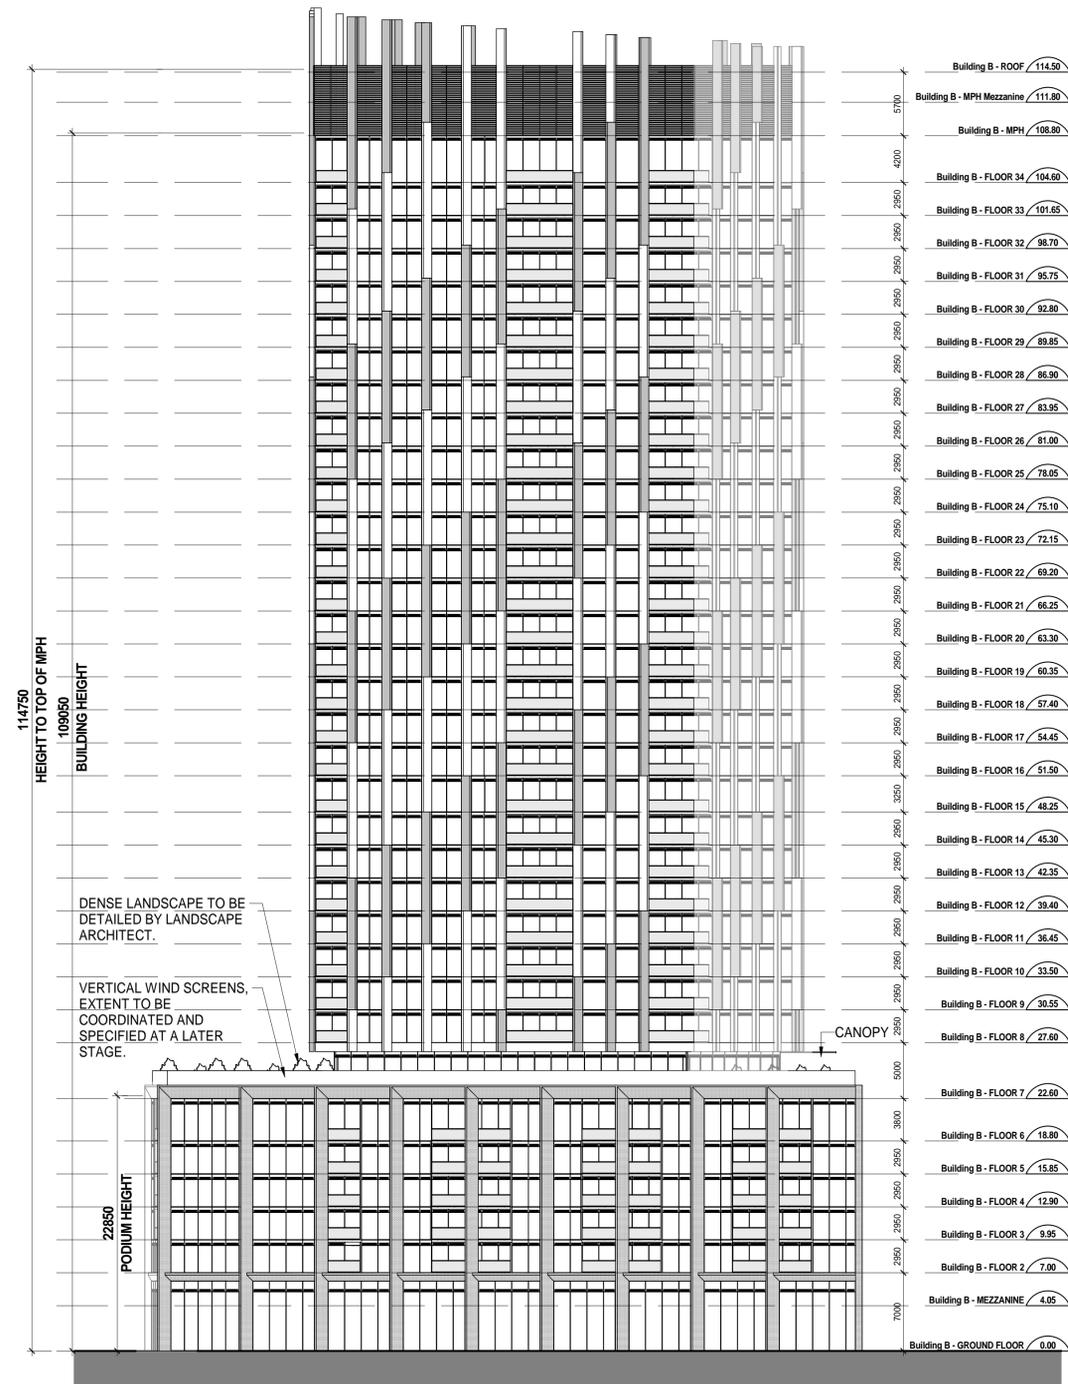 Building B - ROOF 114.50
Building B - MPH Mezzanine 111.80
5700
Building B - MPH 108.80
4200
Building B - FLOOR 34 104.60
2950
Building B - FLOOR 33 101.65
2950
Building B - FLOOR 32 98.70
2950
Building B - FLOOR 31 95.75
2950
Building B - FLOOR 30 92.80
2950
Building B - FLOOR 29 89.85
2950
Building B - FLOOR 28 86.90
2950
Building B - FLOOR 27 83.95
2950
Building B - FLOOR 26 81.00
2950
Building B - FLOOR 25 78.05
2950
Building B - FLOOR 24 75.10
2950
Building B - FLOOR 23 72.15
2950
Building B - FLOOR 22 69.20
2950
Building B - FLOOR 21 66.25
2950
Building B - FLOOR 20 63.30
2950
Building B - FLOOR 19 60.35
2950
Building B - FLOOR 18 57.40
2950
Building B - FLOOR 17 54.45
2950
Building B - FLOOR 16 51.50
3250
Building B - FLOOR 15 48.25
2950
Building B - FLOOR 14 45.30
2950
Building B - FLOOR 13 42.35
2950
Building B - FLOOR 12 39.40
2950
Building B - FLOOR 11 36.45
2950
Building B - FLOOR 10 33.50
2950
Building B - FLOOR 9 30.55
2950
Building B - FLOOR 8 27.60
5000
Building B - FLOOR 7 22.60
3800
Building B - FLOOR 6 18.80
2950
Building B - FLOOR 5 15.85
2950
Building B - FLOOR 4 12.90
2950
Building B - FLOOR 3 9.95
2950
Building B - FLOOR 2 7.00
Building B - MEZZANINE 4.05
7000
Building B - GROUND FLOOR 0.00
114750
HEIGHT TO TOP OF MPH
109050
BUILDING HEIGHT
DENSE LANDSCAPE TO BE
DETAILED BY LANDSCAPE
ARCHITECT.
VERTICAL WIND SCREENS,
EXTENT TO BE
COORDINATED AND
SPECIFIED AT A LATER
STAGE.
CANOPY
22850
PODIUM HEIGHT